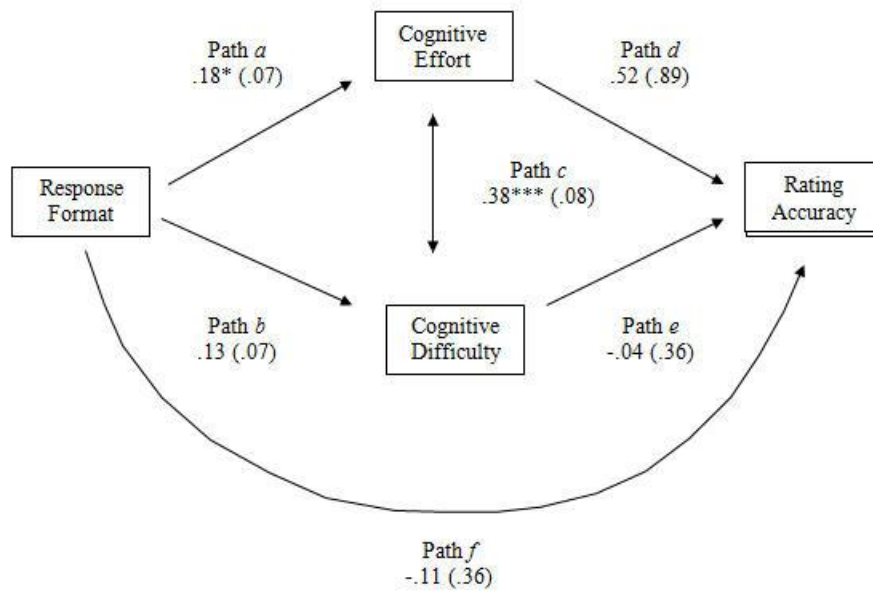 Cognitive
Effort
Path a
.18* (.07)
Path d
.52 (.89)
Response
Format
Path c
.38*** (.08)
Rating
Accuracy
Path b
.13 (.07)
Cognitive
Difficulty
Path e
-.04 (.36)
Path f
-.11 (.36)